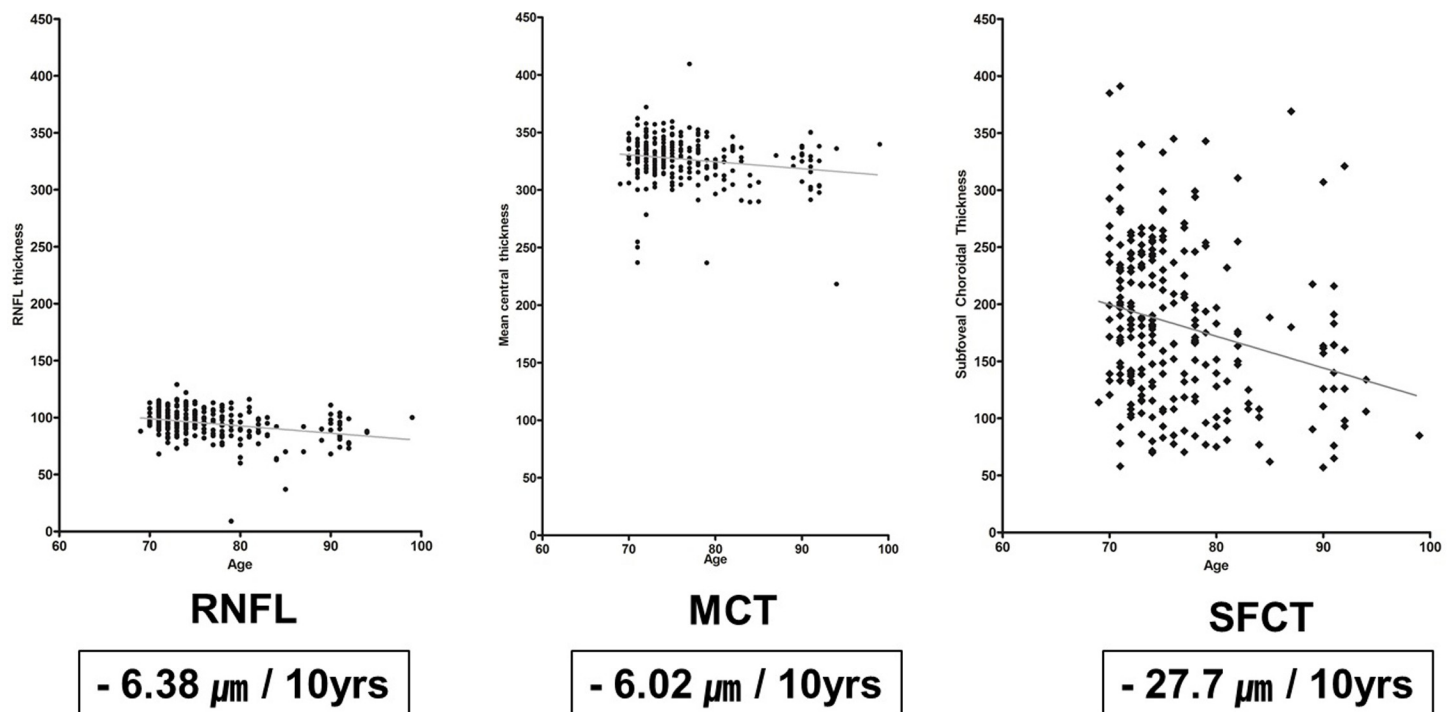 450
400
350
300
250
200
150
100
50
0
60 70 80 90 100
RNFL thickness
Age
RNFL
- 6.38 µm / 10yrs
450
400
350
300
250
200
150
100
50
0
60 70 80 90 100
Mean central thickness
Age
MCT
- 6.02 µm / 10yrs
450
400
350
300
250
200
150
100
50
0
60 70 80 90 100
Subfoveal Choroidal Thickness
Age
SFCT
- 27.7 µm / 10yrs